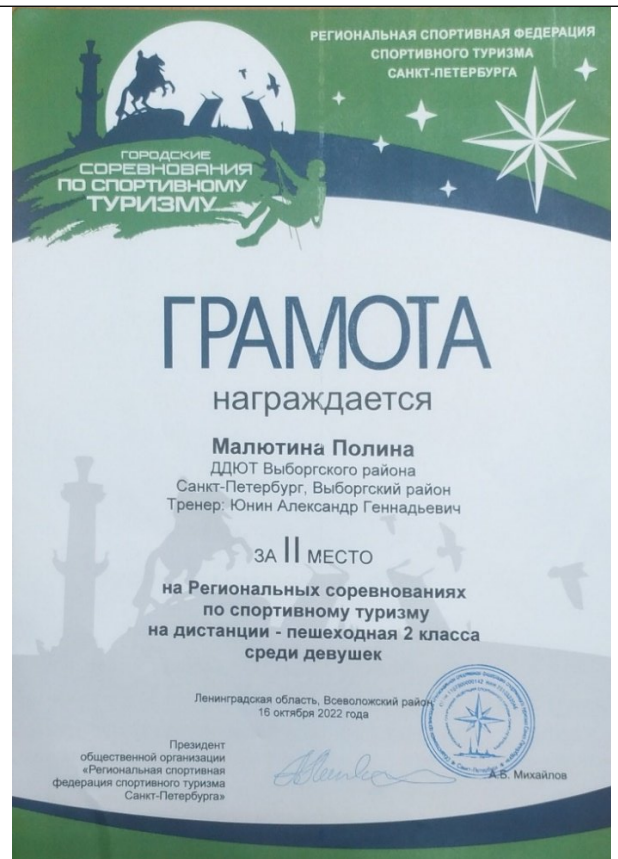 РЕГИОНАЛЬНАЯ СПОРТИВНАЯ ФЕДЕРАЦИЯ
СПОРТИВНОГО ТУРИЗМА
САНКТ-ПЕТЕРБУРГА
ГОРОДСКИЕ
СОРЕВНОВАНИЯ
ПО СПОРТИВНОМУ
ТУРИЗМУ
ГРАМОТА
награждается
Малютина Полина
ДДЮТ Выборгского района
Санкт-Петербург, Выборгский район
Тренер: Юнин Александр Геннадьевич
ЗА II МЕСТО
на Региональных соревнованиях
по спортивному туризму
на дистанции - пешеходная 2 класса
среди девушек
Ленинградская область, Всеволожский район
16 октября 2022 года
Президент
общественной организации
«Региональная спортивная
федерация спортивного туризма
Санкт-Петербурга»
А.В. Михайлов